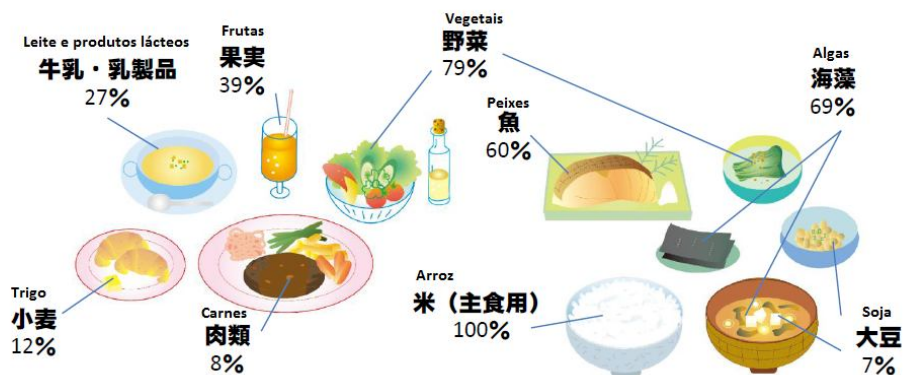 Leite e produtos lácteos
牛乳・乳製品
27%
Frutas
果実
39%
Vegetais
野菜
79%
Algas
海藻
69%
Peixes
魚
60%
Trigo
小麦
12%
Carnes
肉類
8%
Arroz
米（主食用）
100%
Soja
大豆
7%